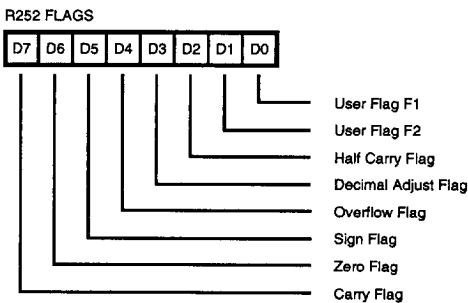 R252 FLAGS
D7 D6 D5 D4 D3 D2 D1 D0
User Flag F1
User Flag F2
Half Carry Flag
Decimal Adjust Flag
Overflow Flag
Sign Flag
Zero Flag
Carry Flag